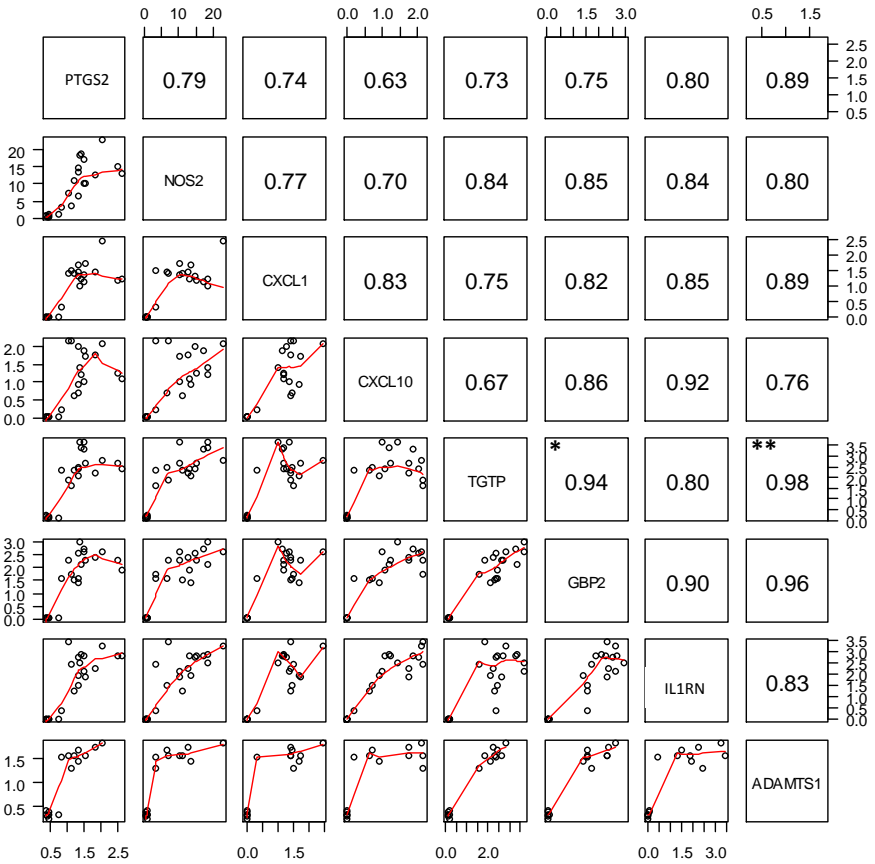 0 10 20 0.0 1.0 2.0 0.0 1.5 3.0 0.5 1.5
PTGS2 0.79 0.74 0.63 0.73 0.75 0.80 0.89 2.5 2.0 1.5 1.0 0.5
20 15 10 5 0 NOS2 0.77 0.70 0.84 0.85 0.84 0.80
CXCL1 0.83 0.75 0.82 0.85 0.89 2.5 2.0 1.5 1.0 0.5 0.0
2.0 1.5 1.0 0.5 0.0 CXCL10 0.67 0.86 0.92 0.76
* **
TGTP 0.94 0.80 0.98 3.5 3.0 2.5 2.0 1.5 1.0 0.5 0.0
3.0 2.5 2.0 1.5 1.0 0.5 0.0 GBP2 0.90 0.96
IL1RN 0.83 3.5 3.0 2.5 2.0 1.5 1.0 0.5 0.0
1.5 1.0 0.5 ADAMTS1
0.5 1.5 2.5 0.0 1.5 2.0 0.0 1.5 3.0